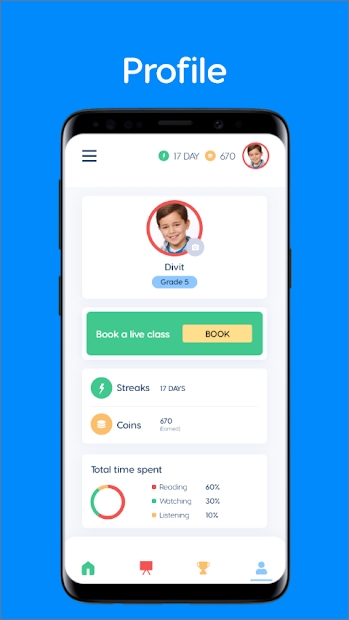 Profile
17 DAY 670
Divit
Grade 5
Book a live class BOOK
Streaks 17 DAYS
Coins 670
(Earned)
Total time spent
Reading 60%
Watching 30%
Listening 10%